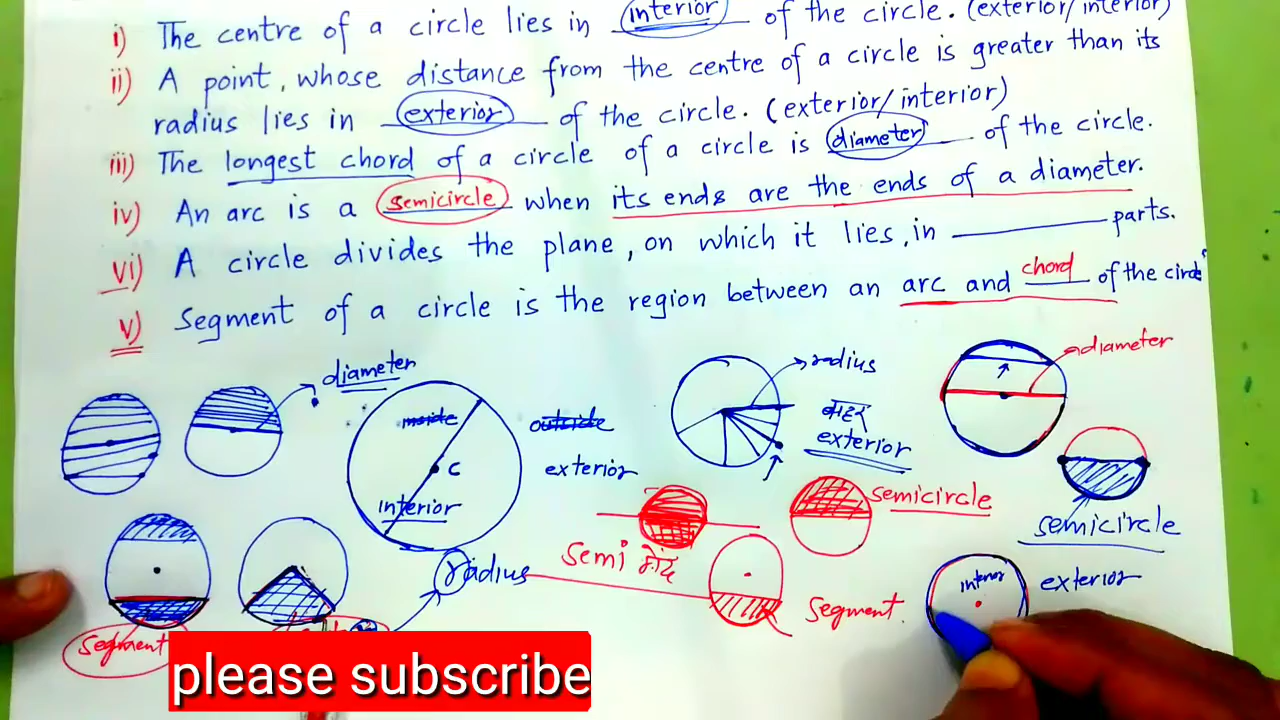 i) The centre of a circle lies in interior of the circle. (exterior/interior)
ii) A point, whose distance from the centre of a circle is greater than its
radius lies in exterior of the circle. (exterior/interior)
iii) The longest chord of a circle of a circle is diameter of the circle.
iv) An arc is a semicircle when its ends are the ends of a diameter.
vi) A circle divides the plane, on which it lies, in __________ parts.
v) Segment of a circle is the region between an arc and chord of the circle
diameter
inside
outside
C
exterior
interior
radius
बाहर
exterior
diameter
semicircle
semicircle
Semi
radius
Segment.
interior
exterior
Segment
please subscribe